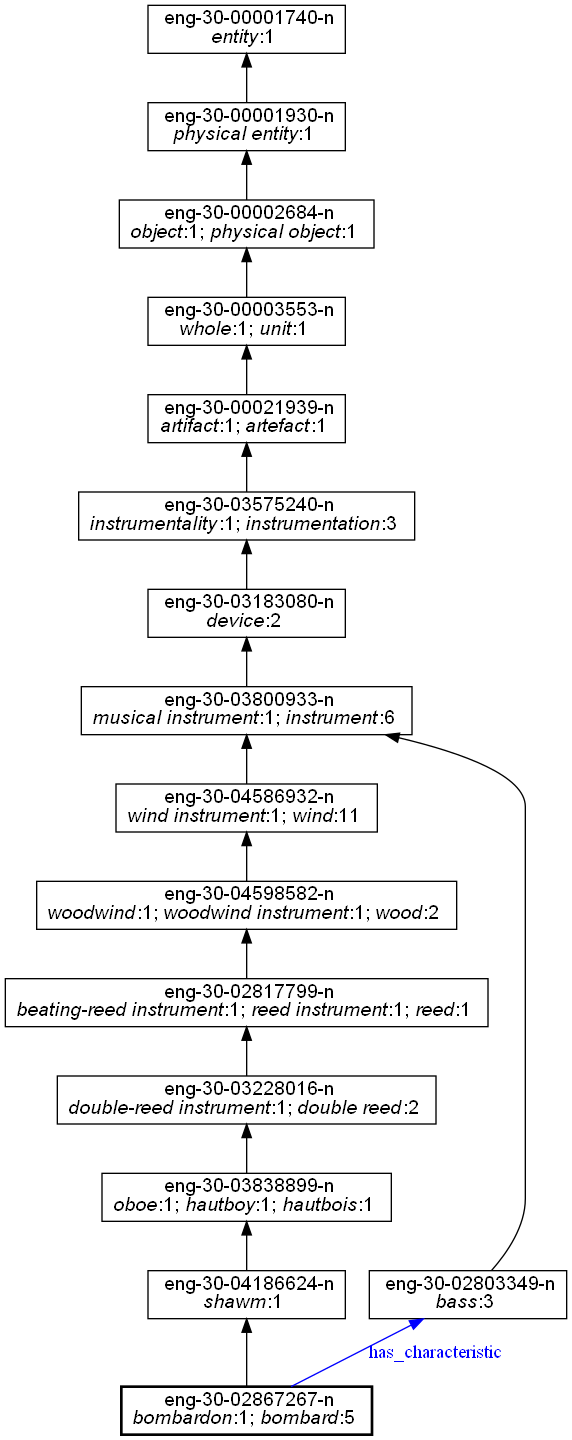 eng-30-00001740-n
entity:1
eng-30-00001930-n
physical entity:1
eng-30-00002684-n
object:1; physical object:1
eng-30-00003553-n
whole:1; unit:1
eng-30-00021939-n
artifact:1; artefact:1
eng-30-03575240-n
instrumentality:1; instrumentation:3
eng-30-03183080-n
device:2
eng-30-03800933-n
musical instrument:1; instrument:6
eng-30-04586932-n
wind instrument:1; wind:11
eng-30-04598582-n
woodwind:1; woodwind instrument:1; wood:2
eng-30-02817799-n
beating-reed instrument:1; reed instrument:1; reed:1
eng-30-03228016-n
double-reed instrument:1; double reed:2
eng-30-03838899-n
oboe:1; hautboy:1; hautbois:1
eng-30-04186624-n
shawm:1
eng-30-02803349-n
bass:3
has_characteristic
eng-30-02867267-n
bombardon:1; bombard:5